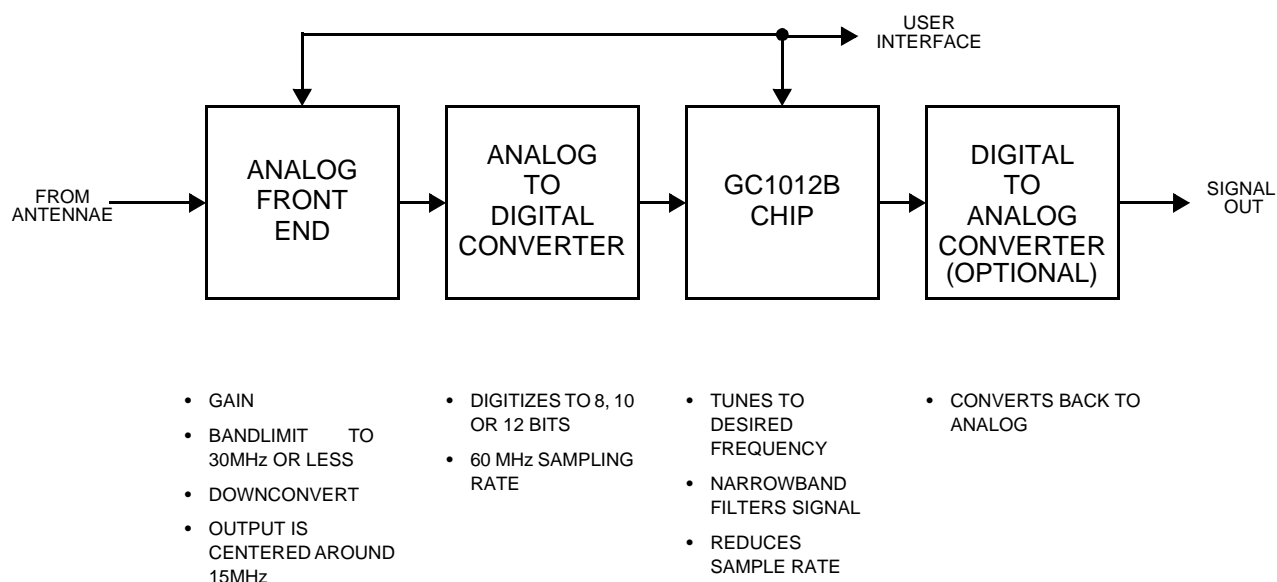 USER
INTERFACE
FROM
ANTENNAE
ANALOG
FRONT
END
ANALOG
TO
DIGITAL
CONVERTER
GC1012B
CHIP
DIGITAL
TO
ANALOG
CONVERTER
(OPTIONAL)
SIGNAL
OUT
• GAIN
• BANDLIMIT TO
30MHz OR LESS
• DOWNCONVERT
• OUTPUT IS
CENTERED AROUND
15MHz
• DIGITIZES TO 8, 10
OR 12 BITS
• 60 MHz SAMPLING
RATE
• TUNES TO
DESIRED
FREQUENCY
• NARROWBAND
FILTERS SIGNAL
• REDUCES
SAMPLE RATE
• CONVERTS BACK TO
ANALOG